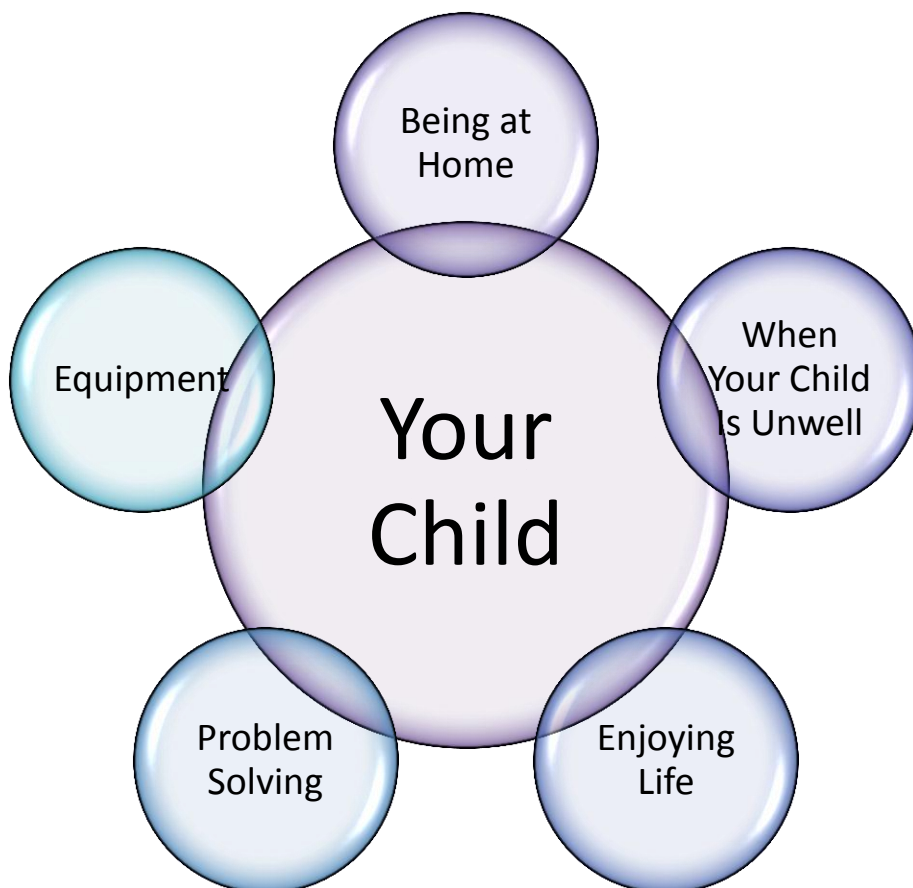 Being at
Home
When
Your Child
Is Unwell
Equipment
Your
Child
Problem
Solving
Enjoying
Life